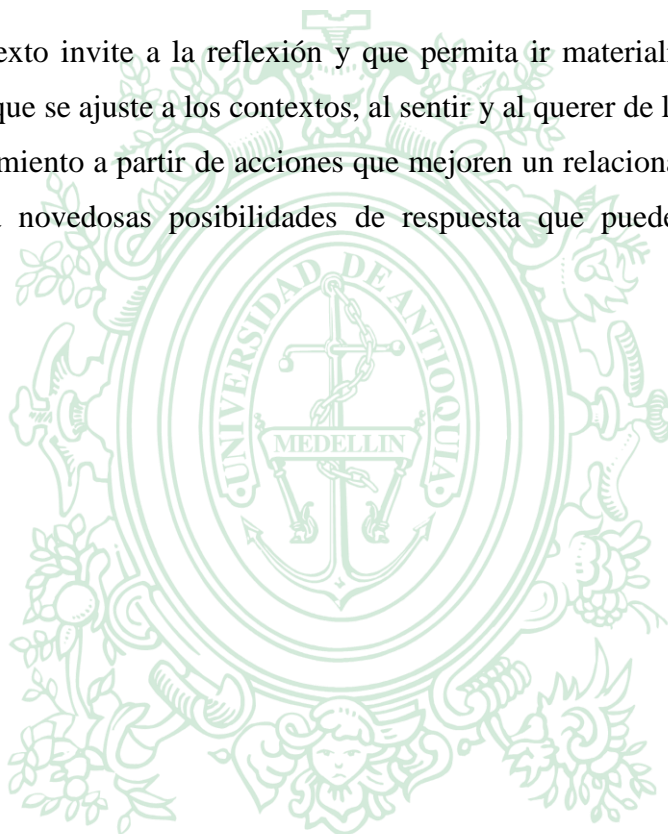 exto invite a la reflexión y que permita ir materiali
que se ajuste a los contextos, al sentir y al querer de l
miento a partir de acciones que mejoren un relaciona
novedosas posibilidades de respuesta que puede
UNIVERSIDAD DE ANTIOQUIA
MEDELLIN